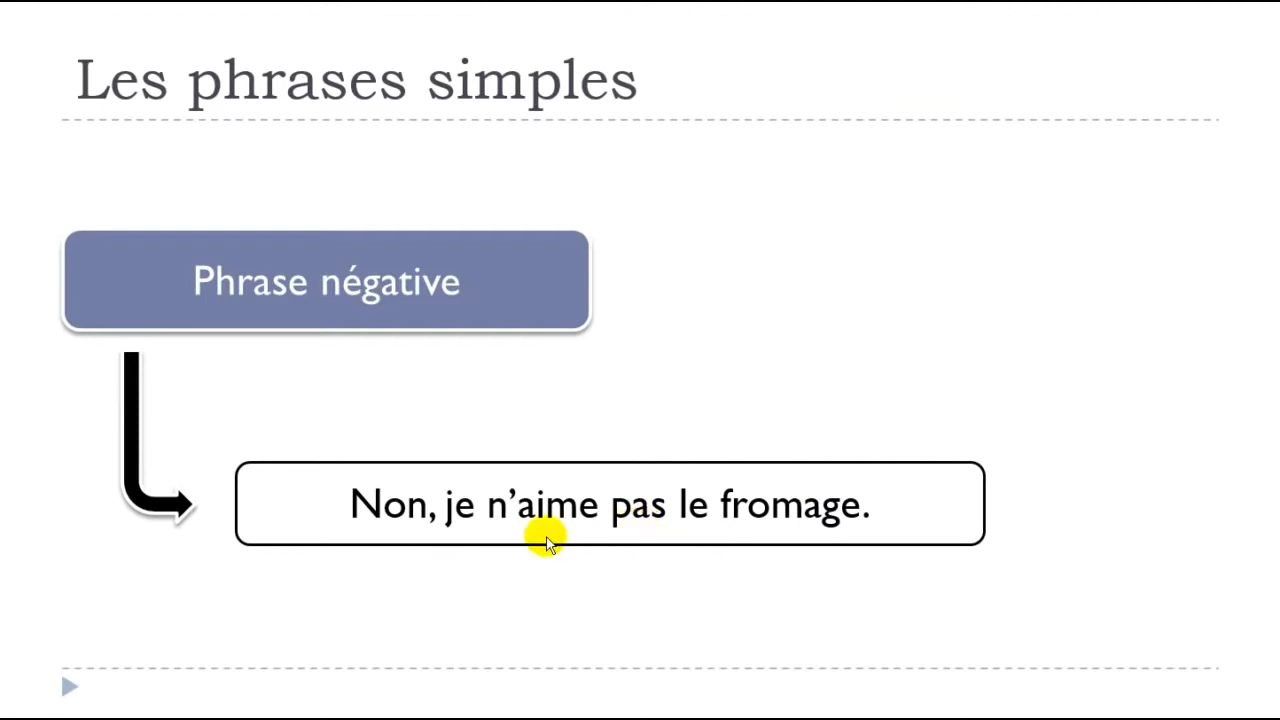 Les phrases simples
Phrase négative
Non, je n’aime pas le fromage.